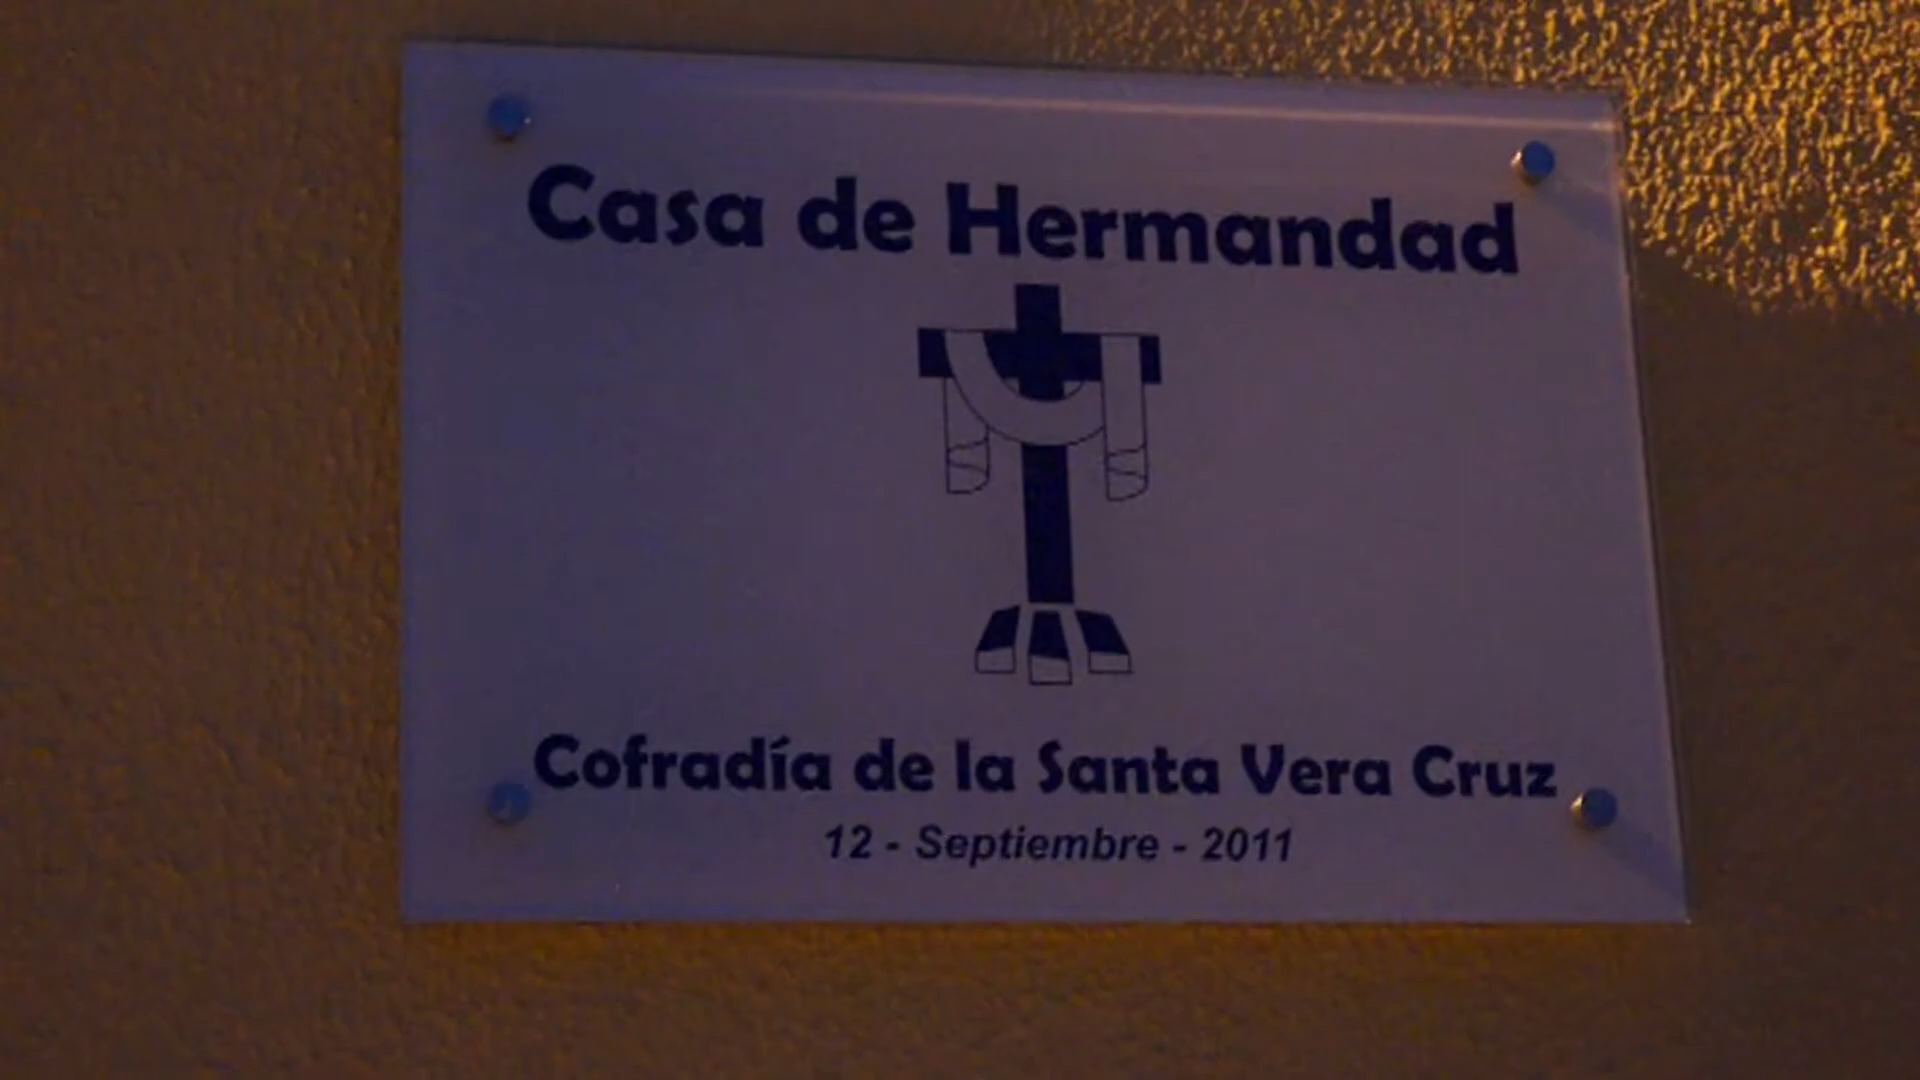 Casa de Hermandad
Cofradía de la Santa Vera Cruz
12 - Septiembre - 2011